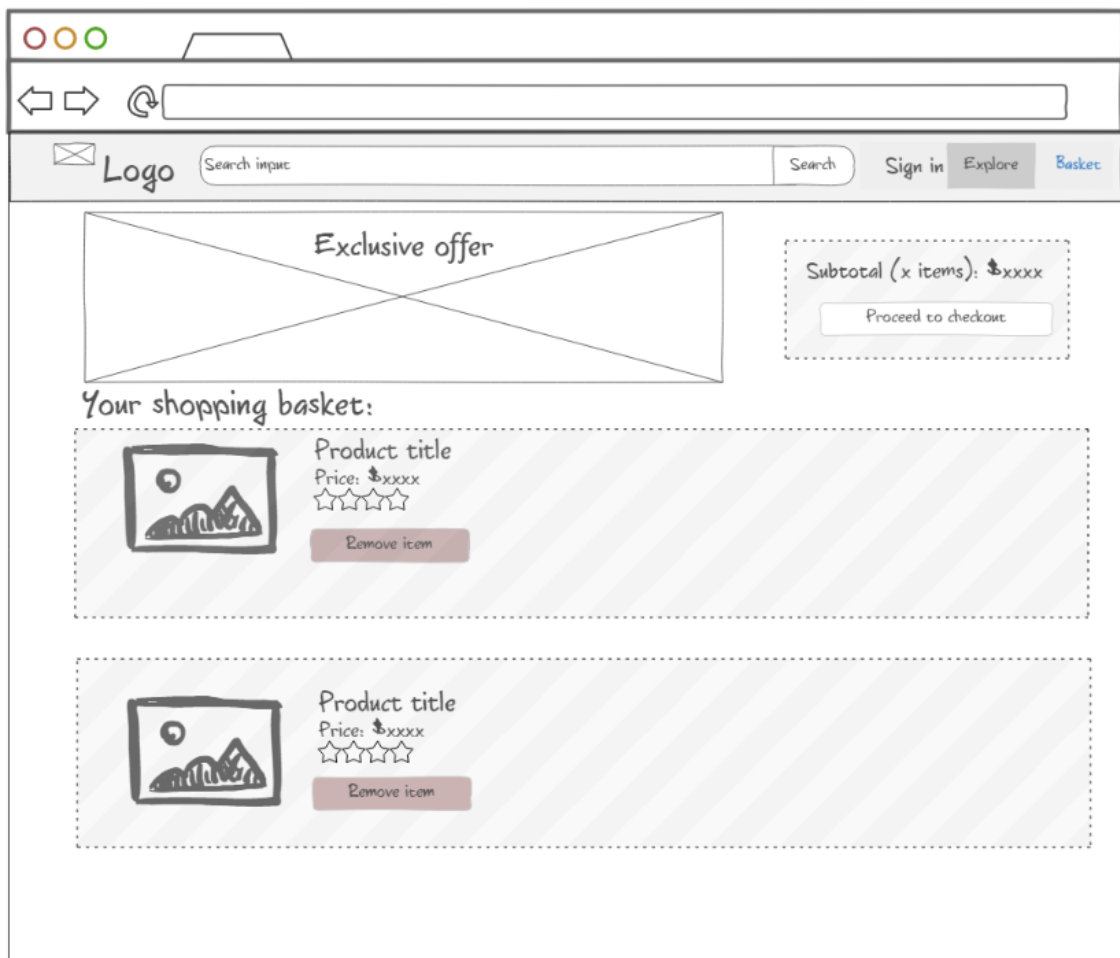 Logo
Search input
Search
Sign in
Explore
Basket
Exclusive offer
Subtotal (x items): $xxxx
Proceed to checkout
Your shopping basket:
Product title
Price: $xxxx
Remove item
Product title
Price: $xxxx
Remove item